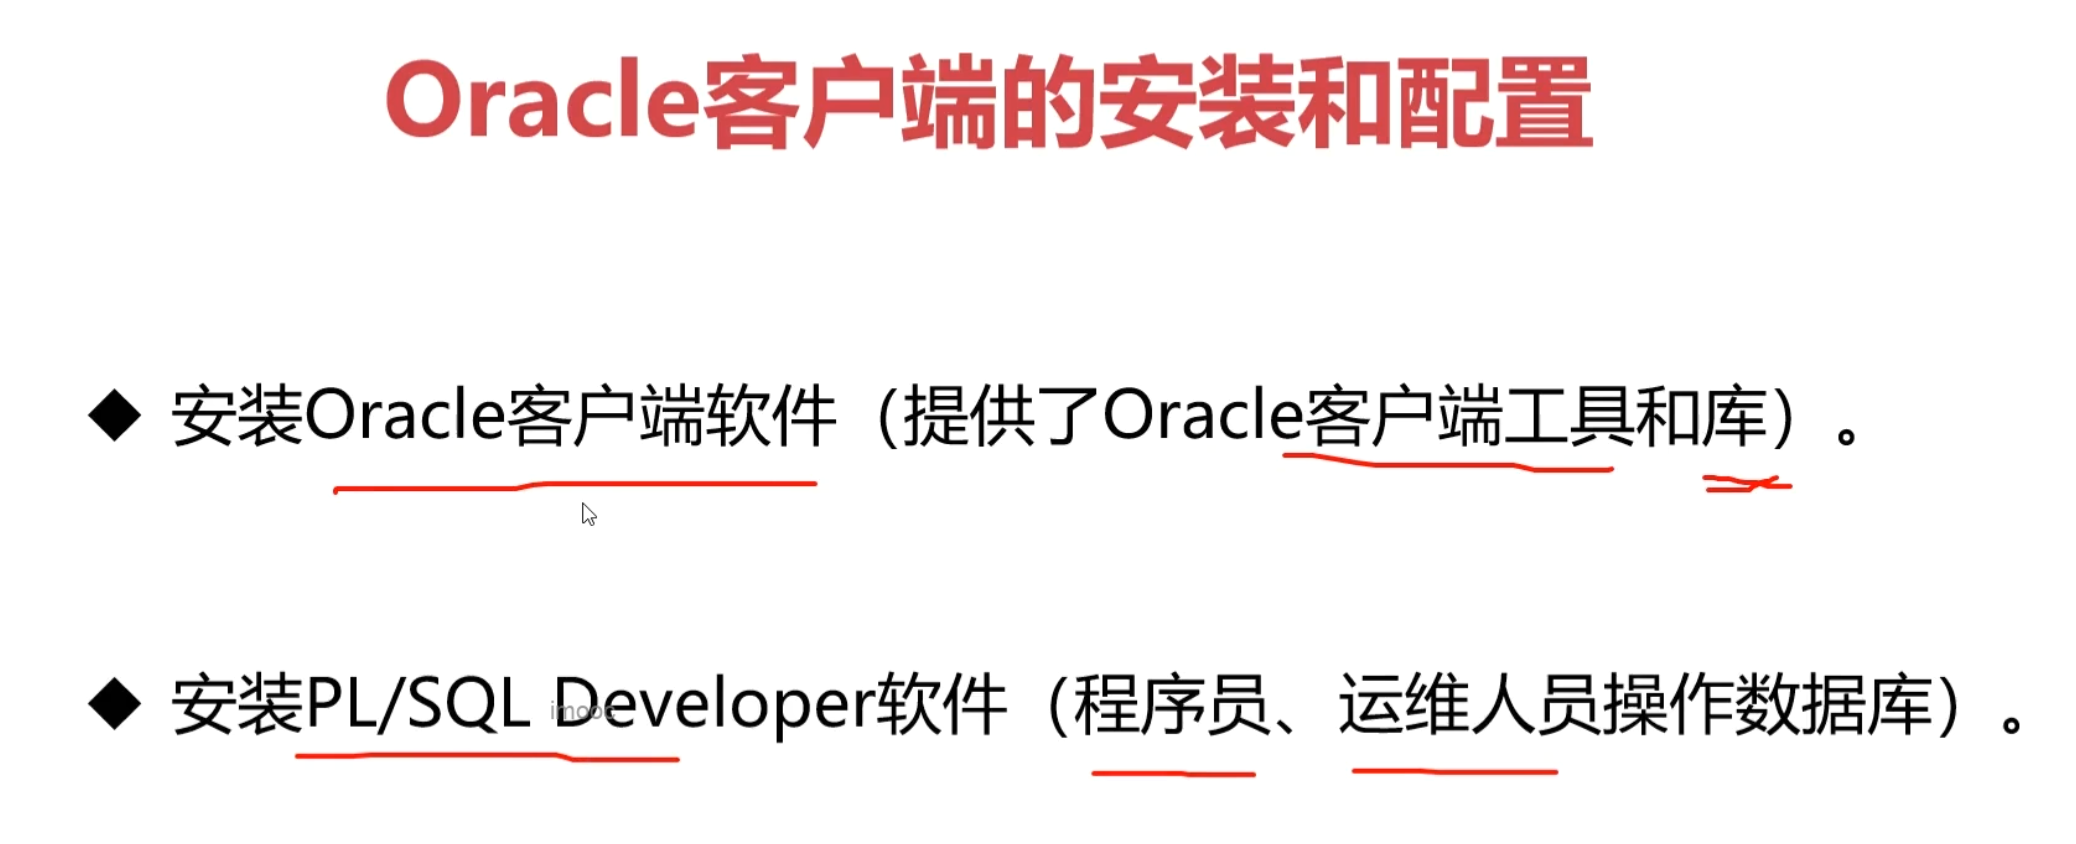 Oracle客户端的安装和配置
◆ 安装Oracle客户端软件（提供了Oracle客户端工具和库）。
◆ 安装PL/SQL Developer软件（程序员、运维人员操作数据库）。
imooc